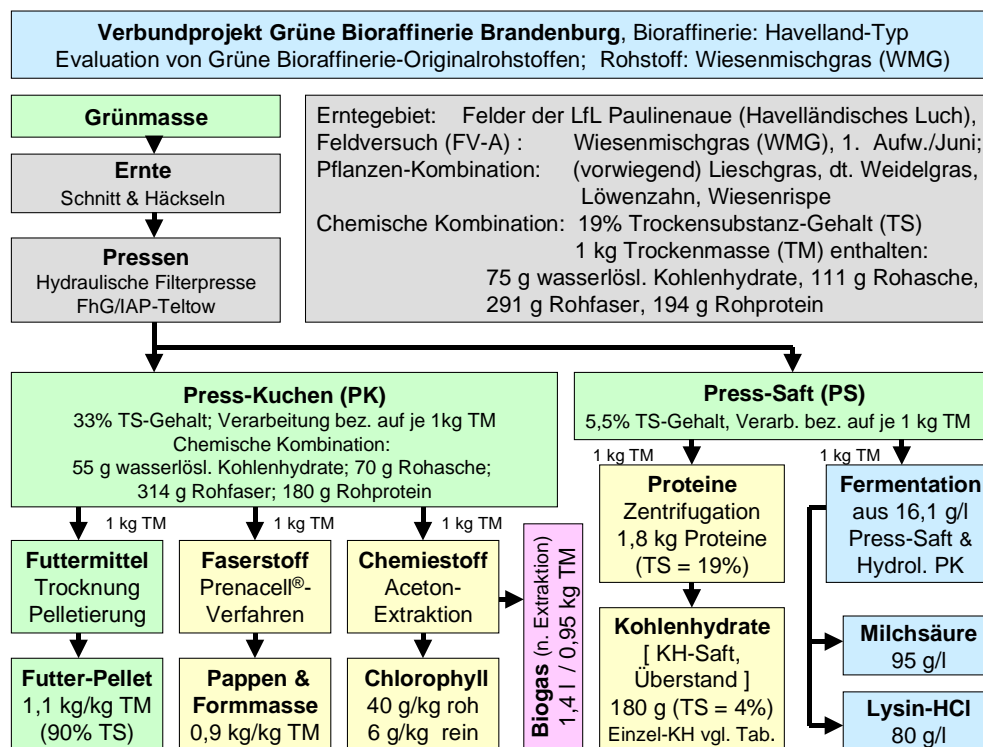 Verbundprojekt Grüne Bioraffinerie Brandenburg, Bioraffinerie: Havelland-Typ
Evaluation von Grüne Bioraffinerie-Originalrohstoffen; Rohstoff: Wiesenmischgras (WMG)
Grünmasse
Ernte
Schnitt & Häckseln
Pressen
Hydraulische Filterpresse
FhG/IAP-Teltow
Erntegebiet: Felder der LfL Paulinenaue (Havelländisches Luch),
Feldversuch (FV-A) : Wiesenmischgras (WMG), 1. Aufw./Juni;
Pflanzen-Kombination: (vorwiegend) Lieschgras, dt. Weidelgras,
Löwenzahn, Wiesenrispe
Chemische Kombination: 19% Trockensubstanz-Gehalt (TS)
1 kg Trockenmasse (TM) enthalten:
75 g wasserlösl. Kohlenhydrate, 111 g Rohasche,
291 g Rohfaser, 194 g Rohprotein
Press-Kuchen (PK)
33% TS-Gehalt; Verarbeitung bez. auf je 1kg TM
Chemische Kombination:
55 g wasserlösl. Kohlenhydrate; 70 g Rohasche;
314 g Rohfaser; 180 g Rohprotein
Press-Saft (PS)
5,5% TS-Gehalt, Verarb. bez. auf je 1 kg TM
1 kg TM
1 kg TM
1 kg TM
1 kg TM
1 kg TM
Futtermittel
Trocknung
Pelletierung
Faserstoff
Prenacell®-
Verfahren
Chemiestoff
Aceton-
Extraktion
Futter-Pellet
1,1 kg/kg TM
(90% TS)
Pappen &
Formmasse
0,9 kg/kg TM
Chlorophyll
40 g/kg roh
6 g/kg rein
Biogas (n. Extraktion)
1,4 l / 0,95 kg TM
Proteine
Zentrifugation
1,8 kg Proteine
(TS = 19%)
Kohlenhydrate
[ KH-Saft,
Überstand ]
180 g (TS = 4%)
Einzel-KH vgl. Tab.
Fermentation
aus 16,1 g/l
Press-Saft &
Hydrol. PK
Milchsäure
95 g/l
Lysin-HCl
80 g/l